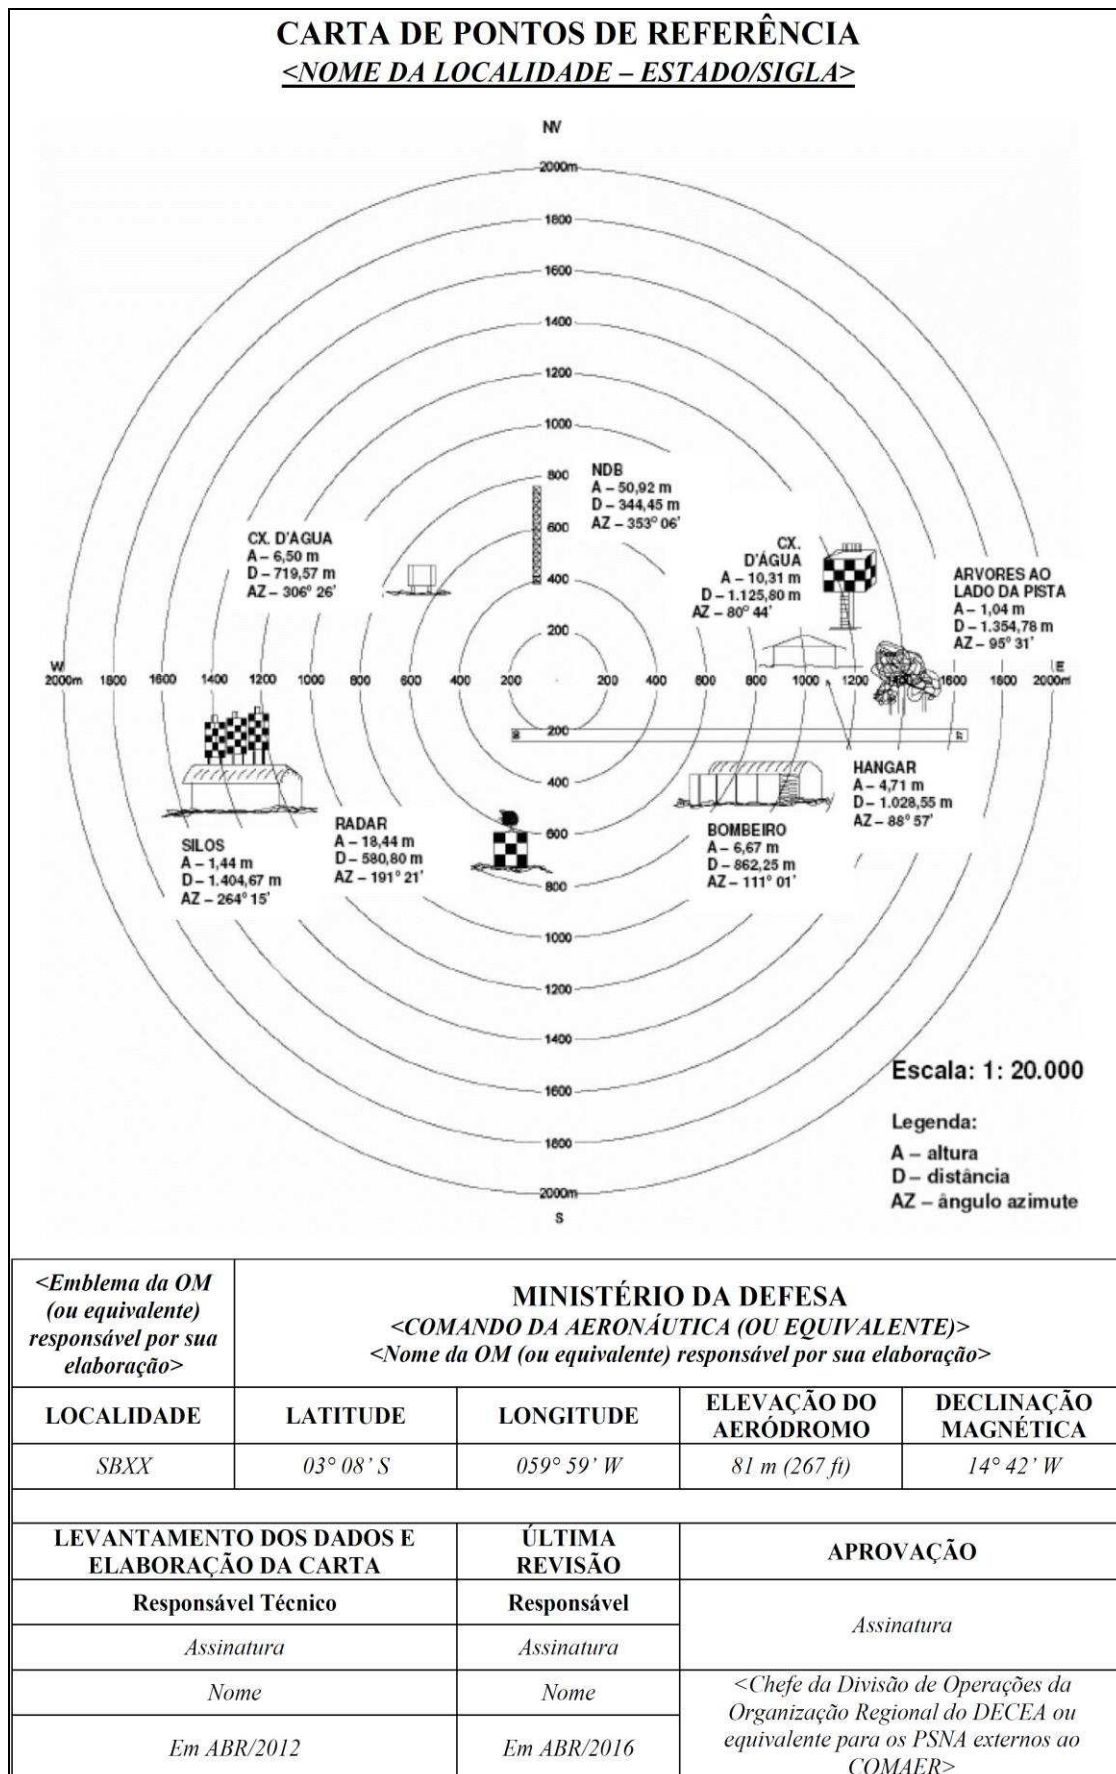 CARTA DE PONTOS DE REFERÊNCIA
<NOME DA LOCALIDADE – ESTADO/SIGLA>
NV
2000m
1800
1600
1400
1200
1000
800
600
400
200
NDB
A – 50,92 m
D – 344,45 m
AZ – 353° 06'
CX. D'AGUA
A – 6,50 m
D – 719,57 m
AZ – 306° 26'
CX.
D'ÁGUA
A – 10,31 m
D – 1.125,80 m
AZ – 80° 44'
ARVORES AO
LADO DA PISTA
A – 1,04 m
D – 1.354,78 m
AZ – 95° 31'
W
E
2000m 1800 1600 1400 1200 1000 800 600 400 200 200 400 600 800 1000 1200 1400 1600 1800 2000m
200
27
400
600
800
1000
1200
1400
1600
1800
2000m
S
HANGAR
A – 4,71 m
D – 1.028,55 m
AZ – 88° 57'
BOMBEIRO
A – 6,67 m
D – 862,25 m
AZ – 111° 01'
RADAR
A – 18,44 m
D – 580,80 m
AZ – 191° 21'
SILOS
A – 1,44 m
D – 1.404,67 m
AZ – 264° 15'
Escala: 1: 20.000
Legenda:
A – altura
D – distância
AZ – ângulo azimute
<Emblema da OM
(ou equivalente)
responsável por sua
elaboração>
MINISTÉRIO DA DEFESA
<COMANDO DA AERONÁUTICA (OU EQUIVALENTE)>
<Nome da OM (ou equivalente) responsável por sua elaboração>
LOCALIDADE
LATITUDE
LONGITUDE
ELEVAÇÃO DO
AERÓDROMO
DECLINAÇÃO
MAGNÉTICA
SBXX
03° 08' S
059° 59' W
81 m (267 ft)
14° 42' W
LEVANTAMENTO DOS DADOS E
ELABORAÇÃO DA CARTA
ÚLTIMA
REVISÃO
APROVAÇÃO
Responsável Técnico
Responsável
Assinatura
Assinatura
Assinatura
Nome
Nome
<Chefe da Divisão de Operações da
Organização Regional do DECEA ou
equivalente para os PSNA externos ao
COMAER>
Em ABR/2012
Em ABR/2016